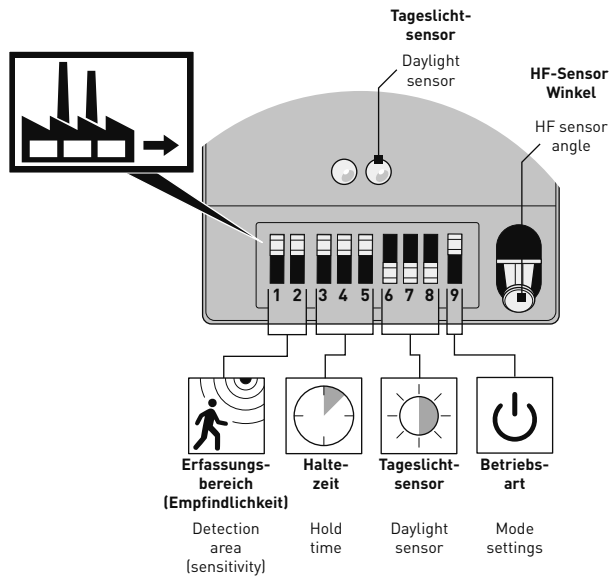 Tageslicht-
sensor
Daylight
sensor
HF-Sensor
Winkel
HF sensor
angle
1 2 3 4 5 6 7 8 9
Erfassungs-
bereich
(Empfindlichkeit)
Detection
area
(sensitivity)
Halte-
zeit
Hold
time
Tageslicht-
sensor
Daylight
sensor
Betriebs-
art
Mode
settings